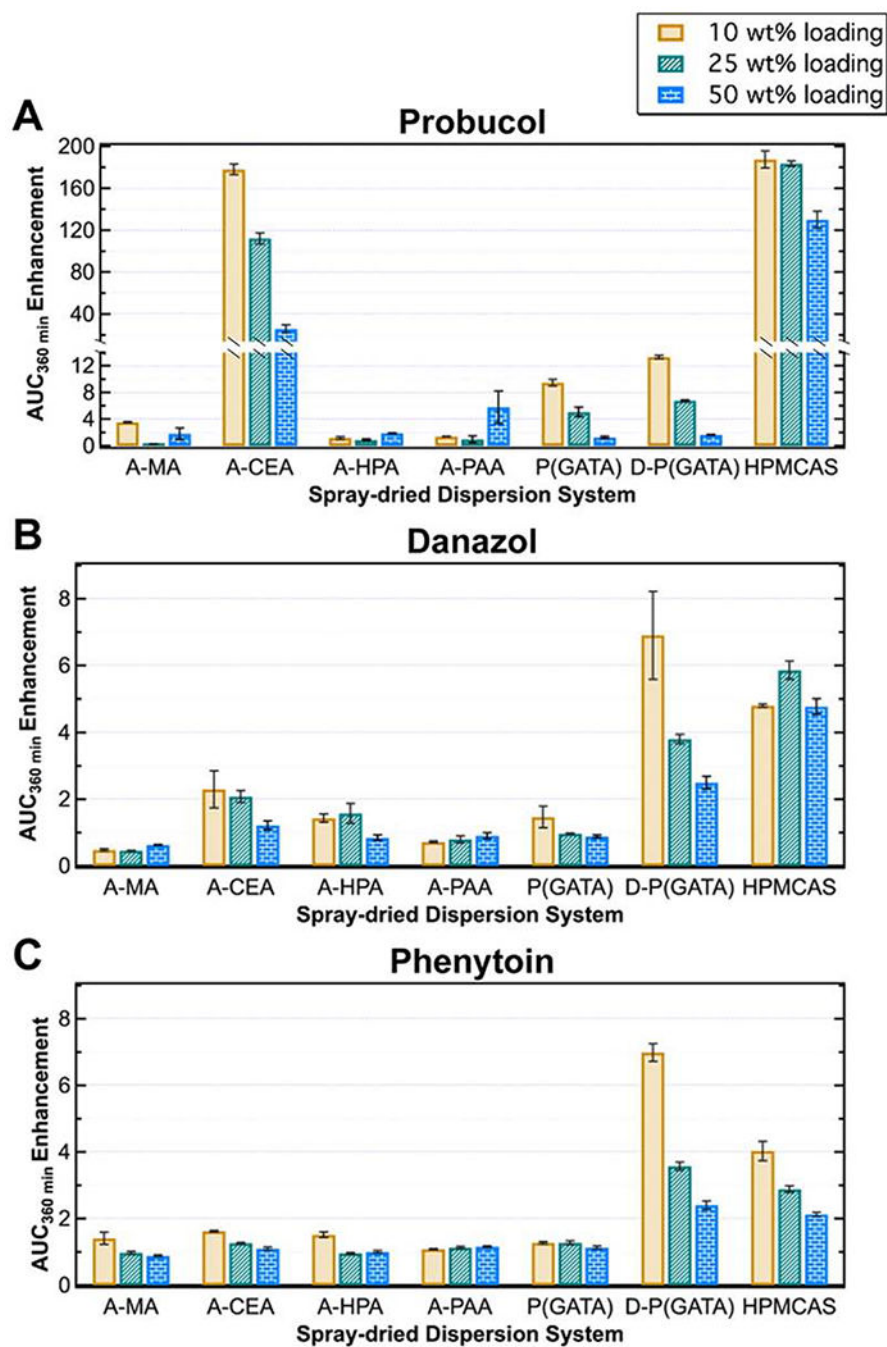 10 wt% loading
25 wt% loading
50 wt% loading
A
Probucol
AUC360 min Enhancement
200
160
120
80
40
12
8
4
0
A-MA A-CEA A-HPA A-PAA P(GATA) D-P(GATA) HPMCAS
Spray-dried Dispersion System
B
Danazol
AUC360 min Enhancement
8
6
4
2
0
A-MA A-CEA A-HPA A-PAA P(GATA) D-P(GATA) HPMCAS
Spray-dried Dispersion System
C
Phenytoin
AUC360 min Enhancement
8
6
4
2
0
A-MA A-CEA A-HPA A-PAA P(GATA) D-P(GATA) HPMCAS
Spray-dried Dispersion System